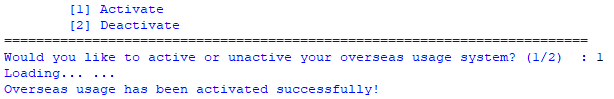 [1] Activate
[2] Deactivate
=========================================================================
Would you like to active or unactive your overseas usage system? (1/2)  : 1
Loading... ...
Overseas usage has been activated successfully!